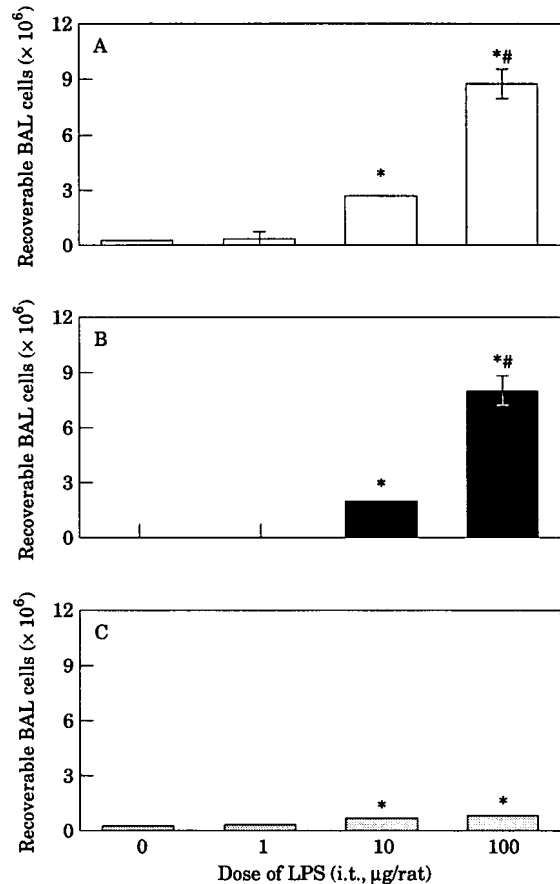 Recoverable BAL cells (× 10⁶)
12
9
6
3
0
A
*
*#
Recoverable BAL cells (× 10⁶)
12
9
6
3
0
B
*
*#
Recoverable BAL cells (× 10⁶)
12
9
6
3
0
C
*
*
0 1 10 100
Dose of LPS (i.t., μg/rat)